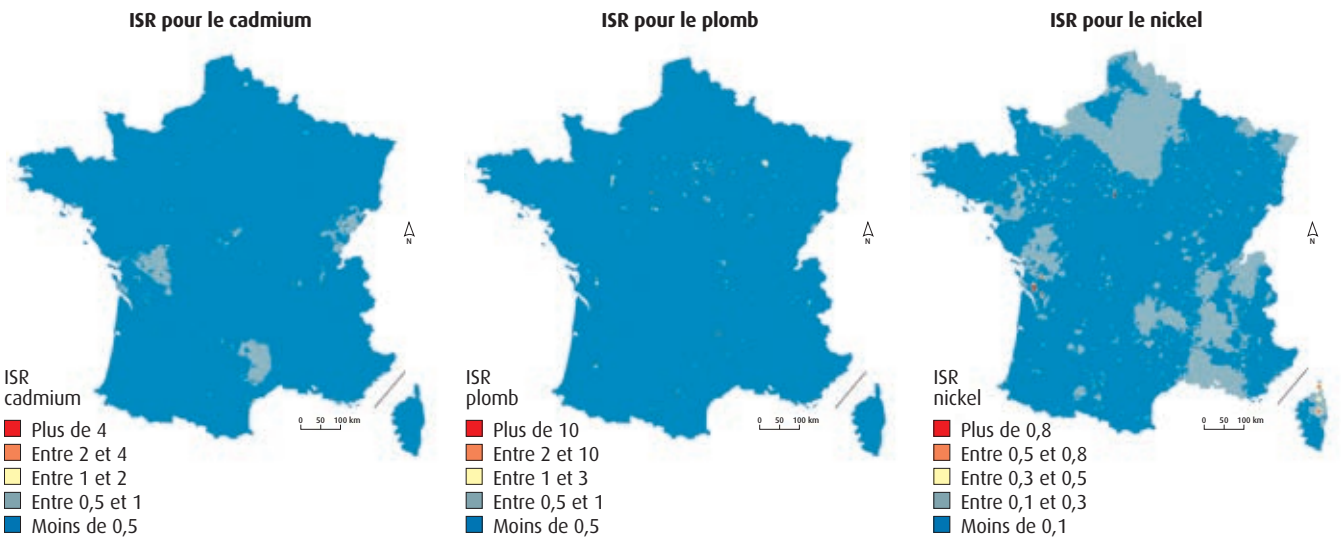 ISR pour le cadmium
N
ISR
cadmium
Plus de 4
Entre 2 et 4
Entre 1 et 2
Entre 0,5 et 1
Moins de 0,5
0 50 100 km
ISR pour le plomb
N
ISR
plomb
Plus de 10
Entre 2 et 10
Entre 1 et 3
Entre 0,5 et 1
Moins de 0,5
0 50 100 km
ISR pour le nickel
N
ISR
nickel
Plus de 0,8
Entre 0,5 et 0,8
Entre 0,3 et 0,5
Entre 0,1 et 0,3
Moins de 0,1
0 50 100 km